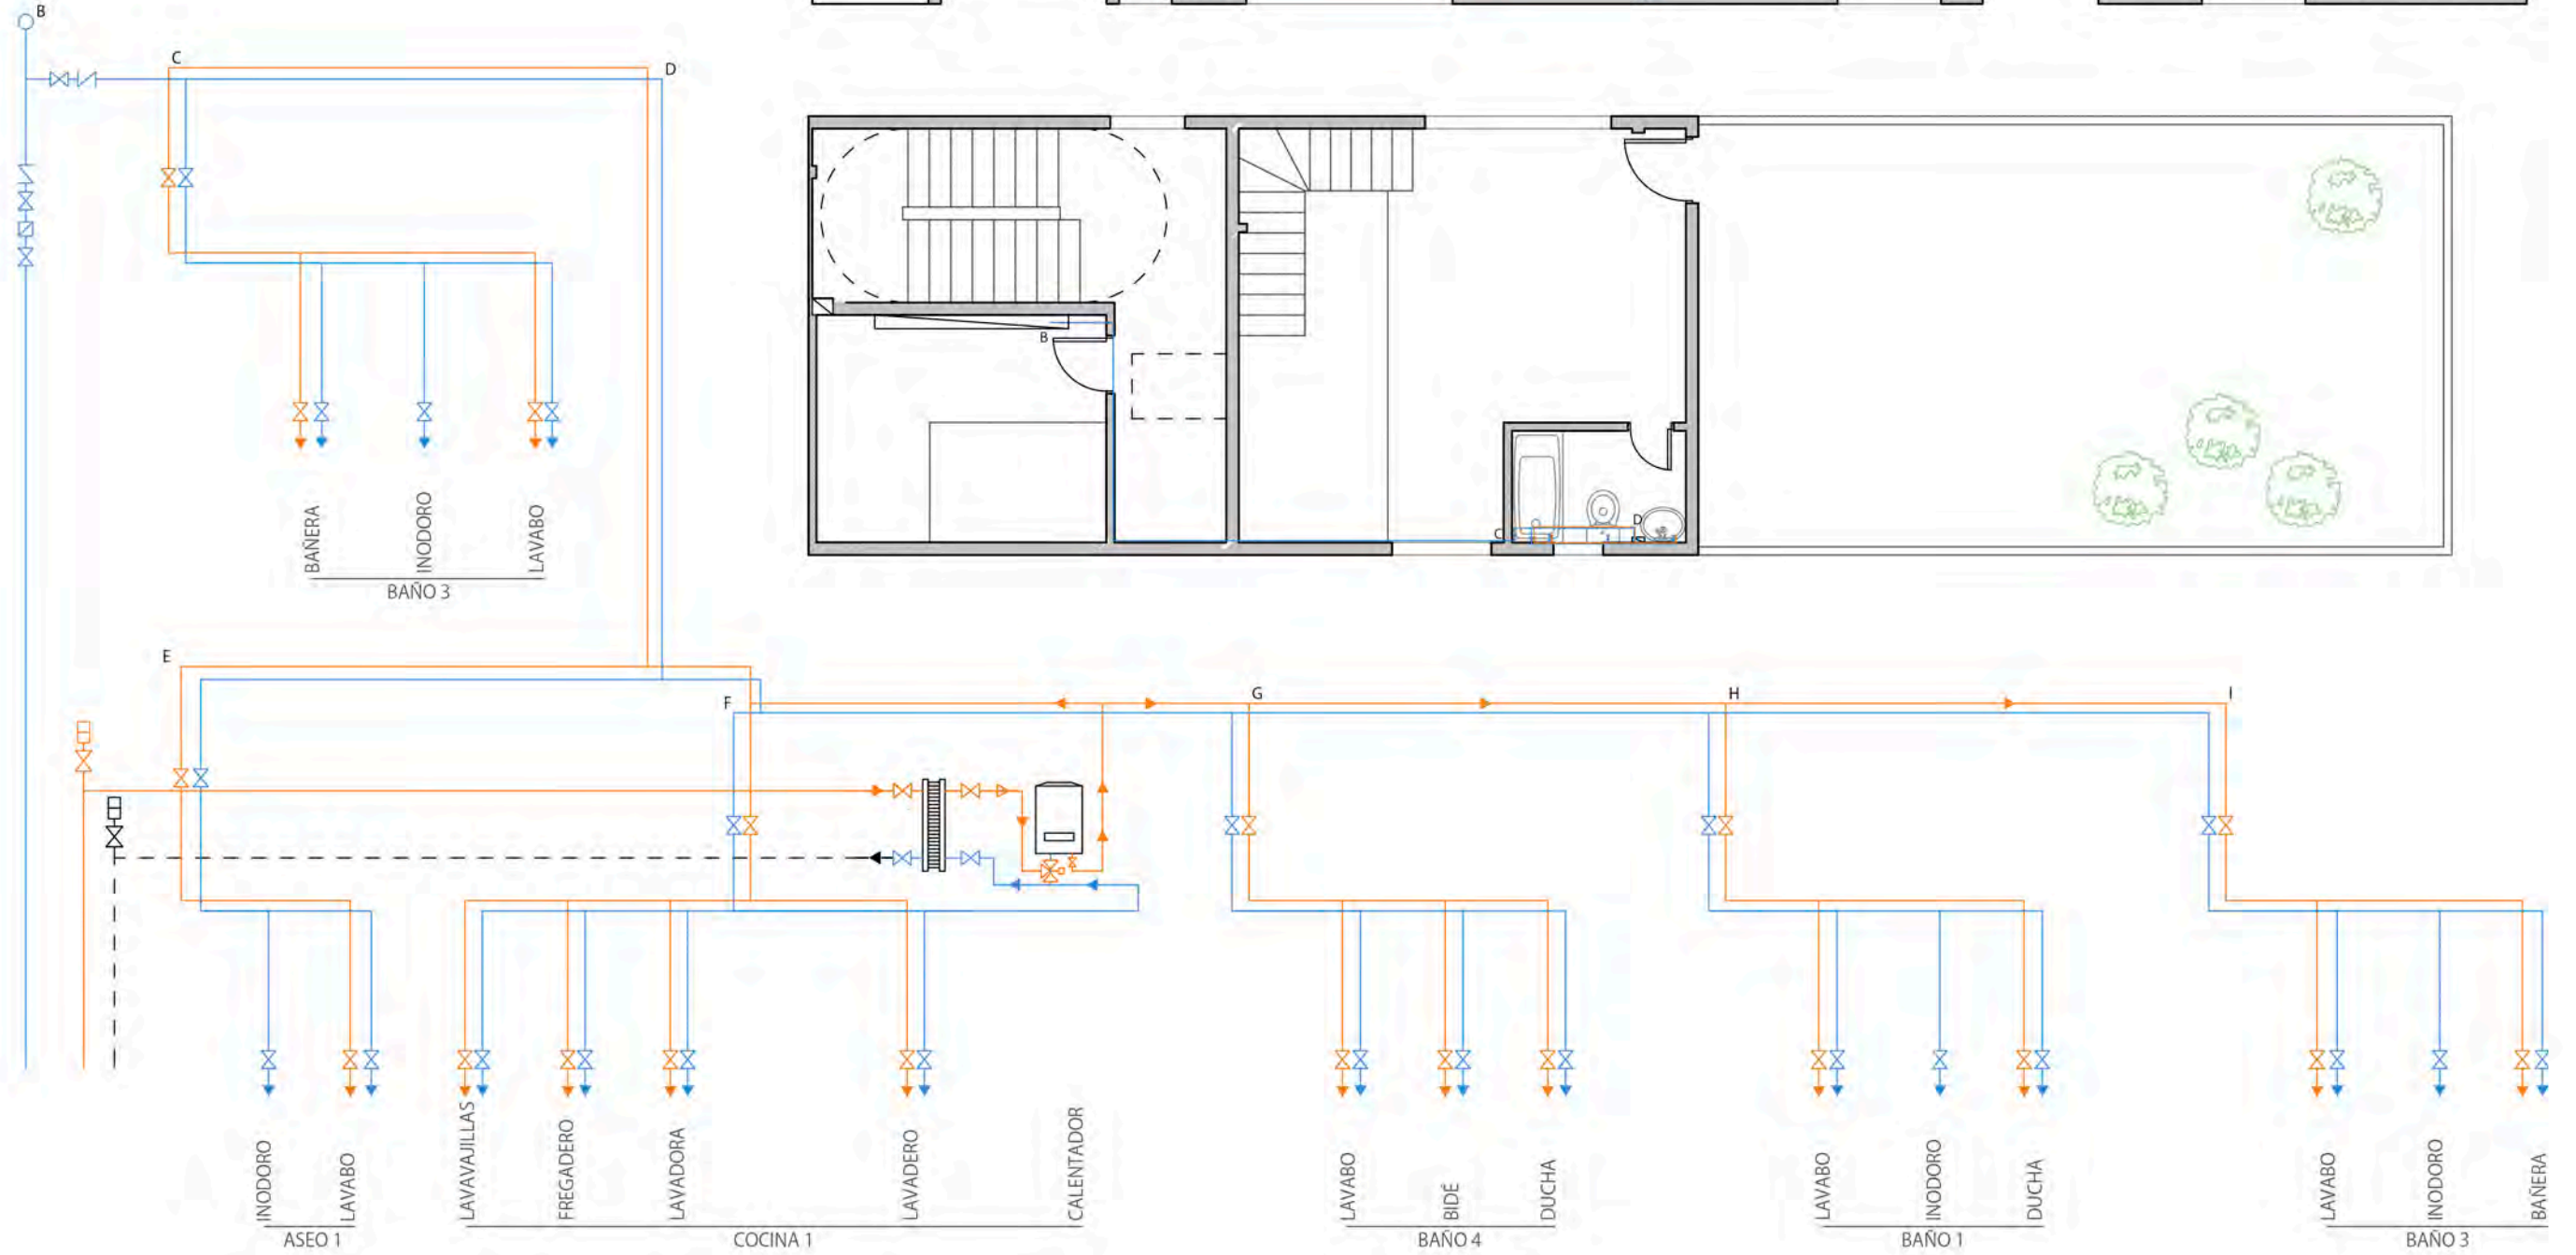 B
C
D
B
C
D
BAÑERA
INODORO
LAVABO
BAÑO 3
E
F
G
H
I
INODORO
LAVABO
ASEO 1
LAVAVAJILLAS
FREGADERO
LAVADORA
LAVADERO
CALENTADOR
COCINA 1
LAVABO
BIDÉ
DUCHA
BAÑO 4
LAVABO
INODORO
DUCHA
BAÑO 1
LAVABO
INODORO
BAÑERA
BAÑO 3